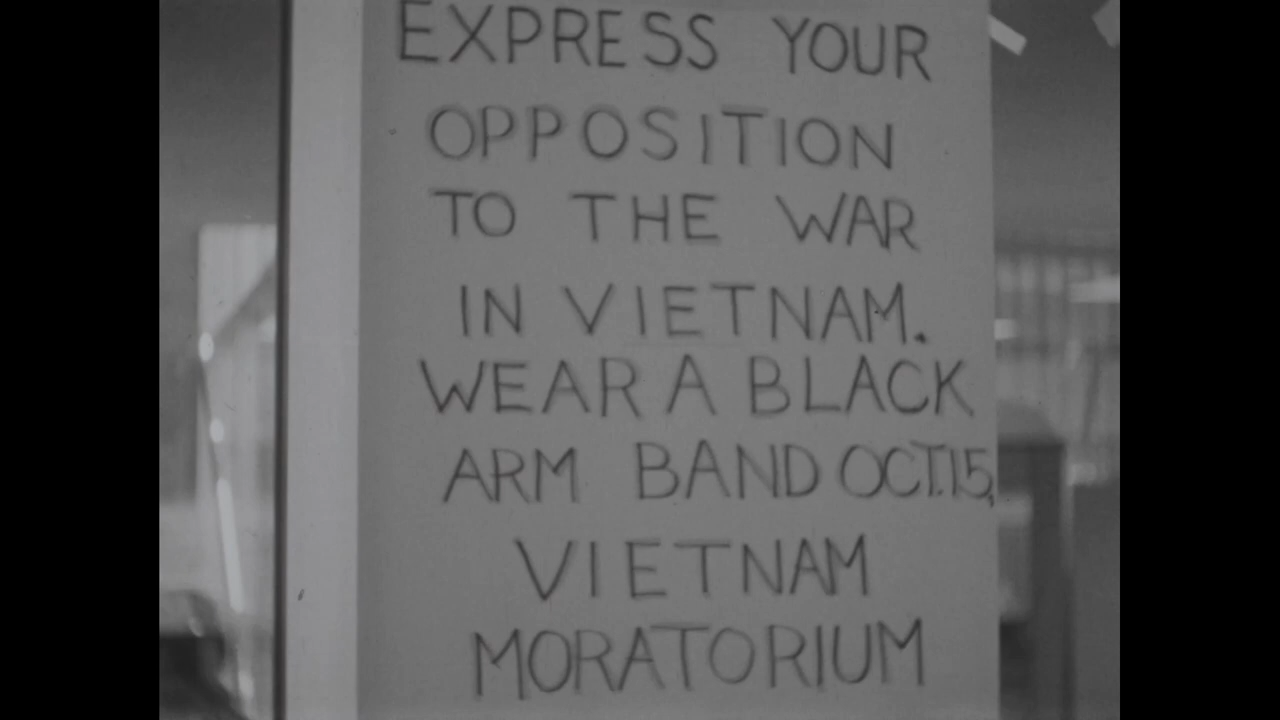 EXPRESS YOUR
OPPOSITION
TO THE WAR
IN VIETNAM.
WEAR A BLACK
ARM BAND OCT.15,
VIETNAM
MORATORIUM